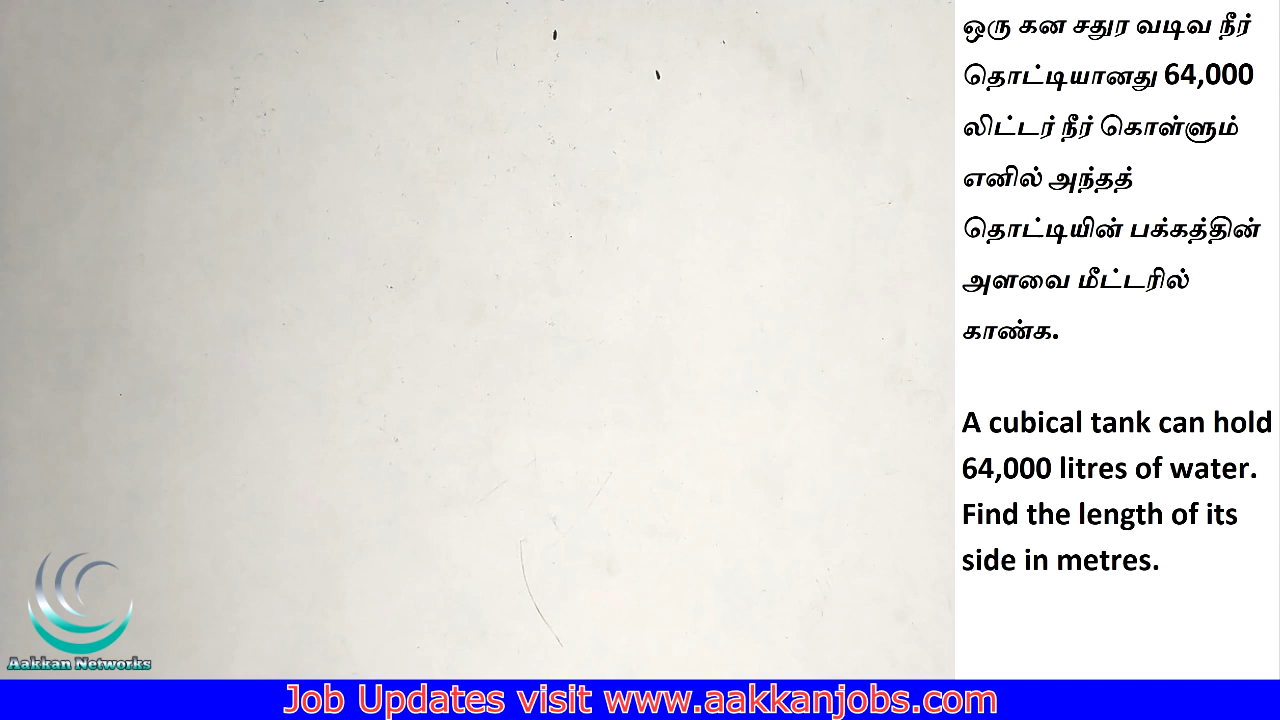 ஒரு கன சதுர வடிவ நீர்
தொட்டியானது 64,000
லிட்டர் நீர் கொள்ளும்
எனில் அந்தத்
தொட்டியின் பக்கத்தின்
அளவை மீட்டரில்
காண்க.
A cubical tank can hold
64,000 litres of water.
Find the length of its
side in metres.
Aakkan Networks
Job Updates visit www.aakkanjobs.com